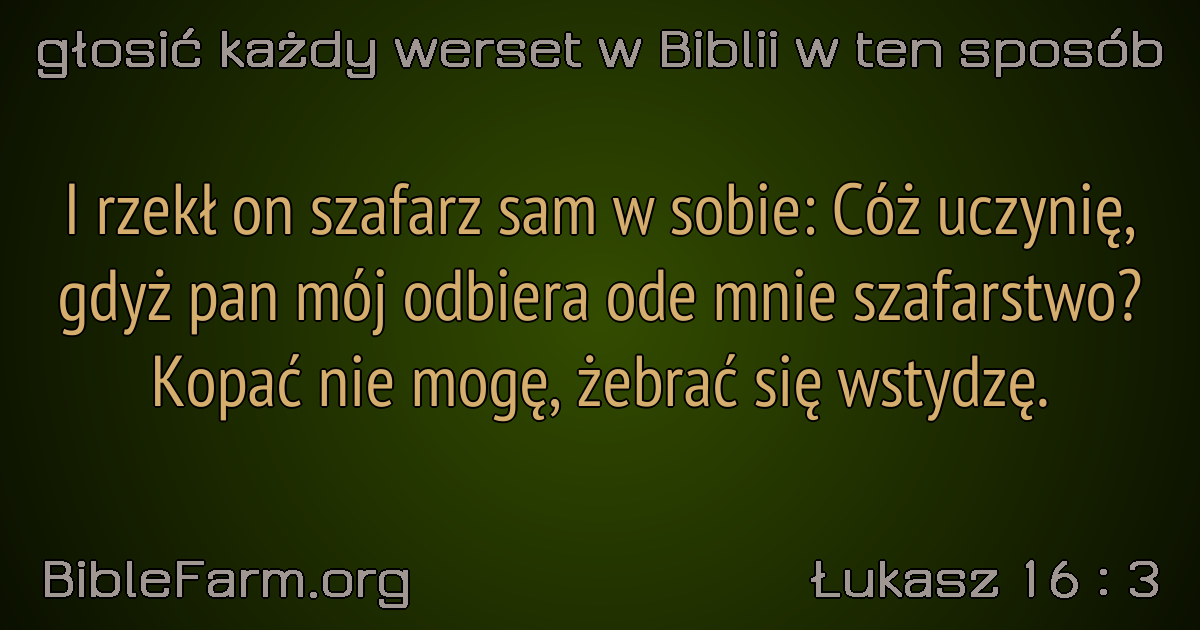 głosić każdy werset w Biblii w ten sposób
I rzekł on szafarz sam w sobie: Cóż uczynię,
gdyż pan mój odbiera ode mnie szafarstwo?
Kopać nie mogę, żebrać się wstydzę.
BibleFarm.org
Łukasz 16 : 3